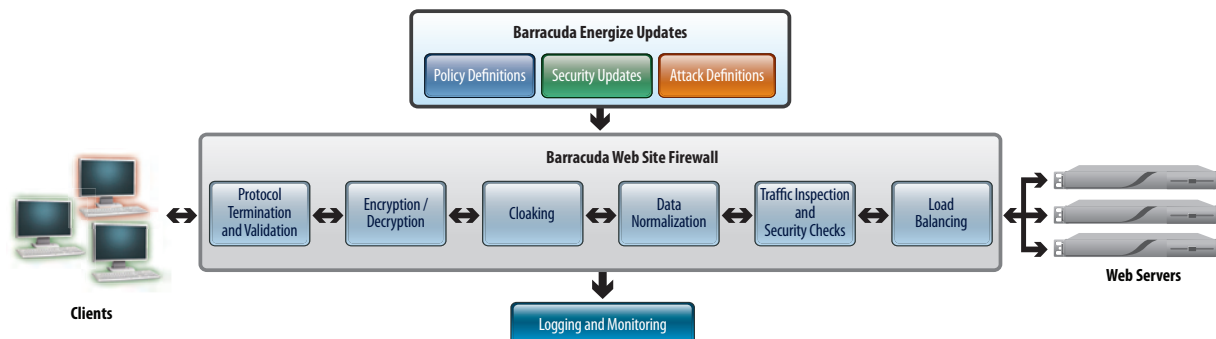 Barracuda Energize Updates
Policy Definitions
Security Updates
Attack Definitions
Barracuda Web Site Firewall
Protocol
Termination
and Validation
Encryption /
Decryption
Cloaking
Data
Normalization
Traffic Inspection
and
Security Checks
Load
Balancing
Clients
Web Servers
Logging and Monitoring